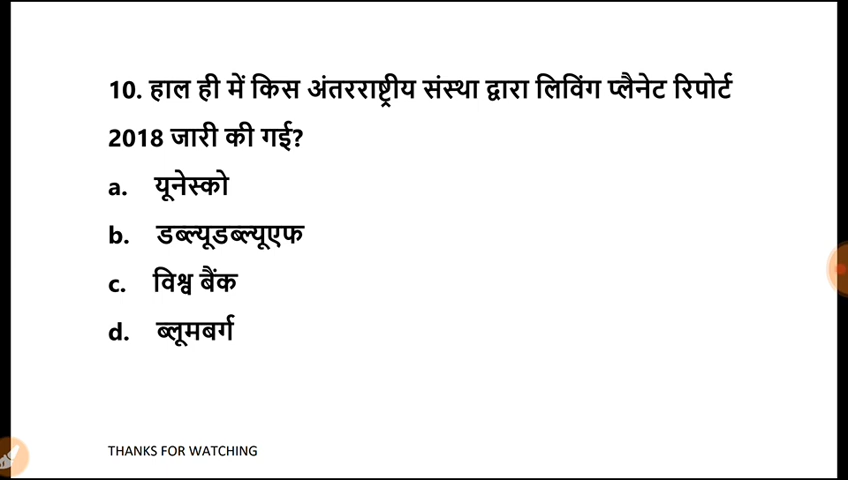 10. हाल ही में किस अंतरराष्ट्रीय संस्था द्वारा लिविंग प्लैनेट रिपोर्ट
2018 जारी की गई?
a. यूनेस्को
b. डब्ल्यूडब्ल्यूएफ
c. विश्व बैंक
d. ब्लूमबर्ग
THANKS FOR WATCHING